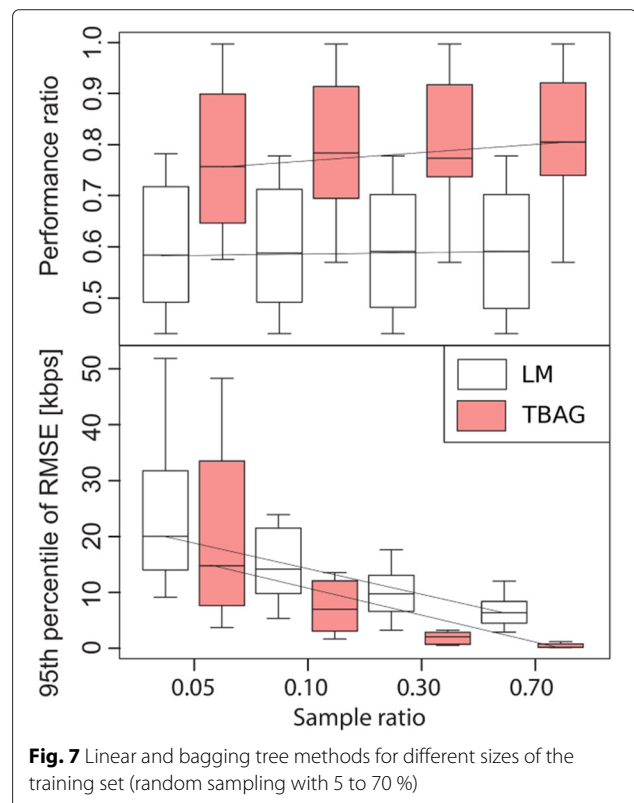 Performance ratio
1.0
0.9
0.8
0.7
0.6
0.5
95th percentile of RMSE [kbps]
50
40
30
20
10
0
LM
TBAG
0.05 0.10 0.30 0.70
Sample ratio
Fig. 7 Linear and bagging tree methods for different sizes of the
training set (random sampling with 5 to 70 %)